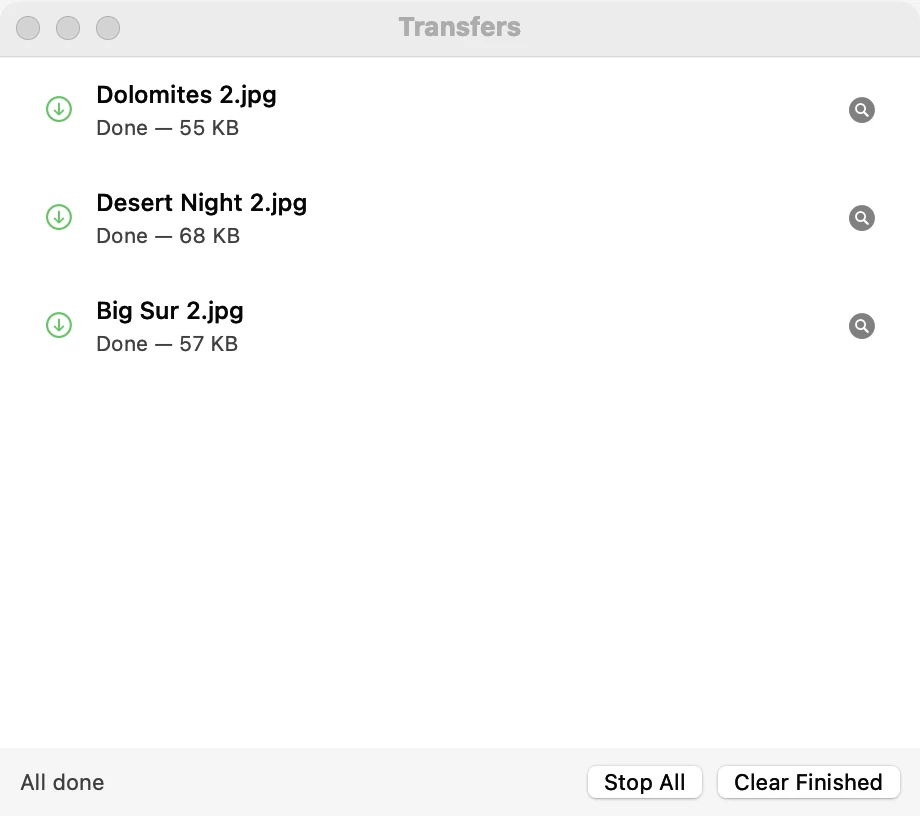 Transfers
Dolomites 2.jpg
Done — 55 KB
Desert Night 2.jpg
Done — 68 KB
Big Sur 2.jpg
Done — 57 KB
All done
Stop All
Clear Finished